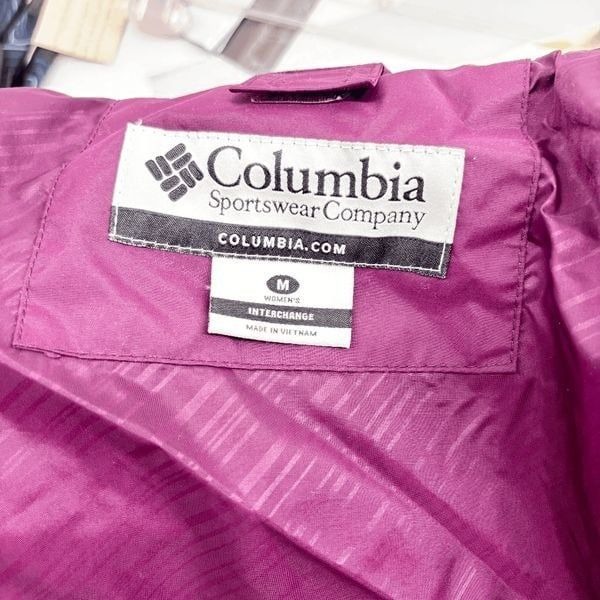 Columbia
Sportswear Company
COLUMBIA.COM
M
WOMEN'S
INTERCHANGE
MADE IN VIETNAM